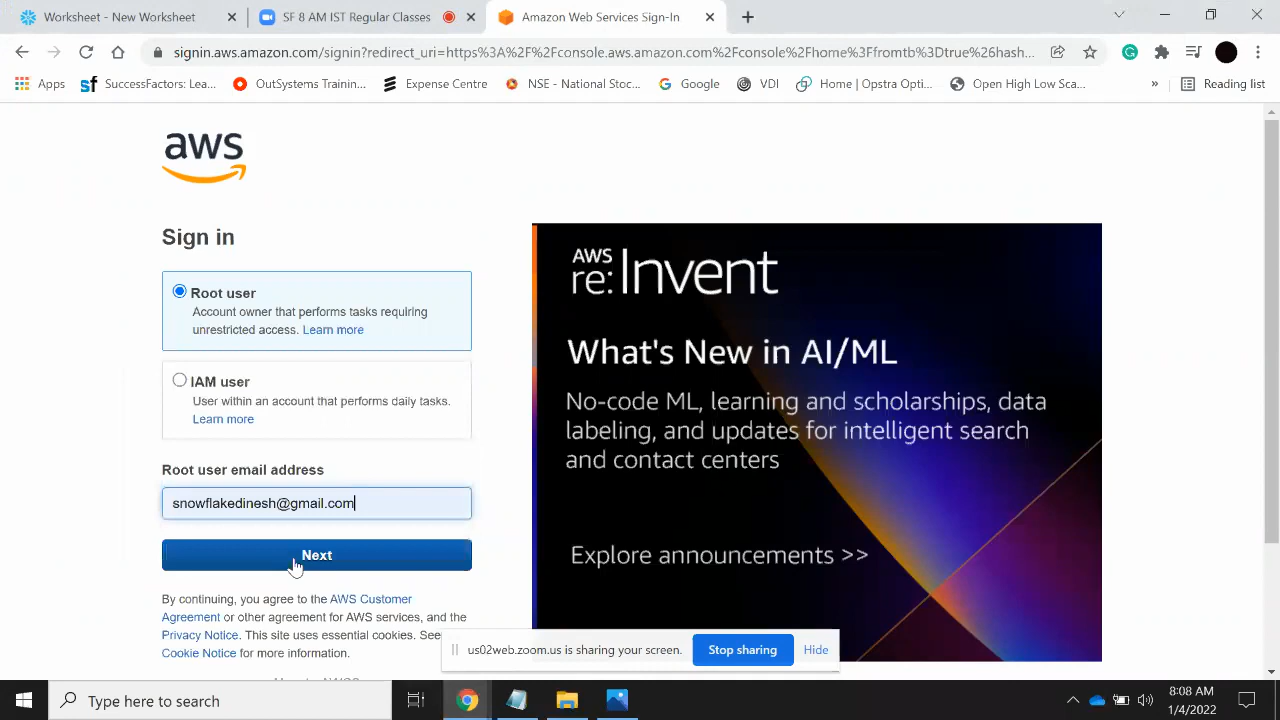 Worksheet - New Worksheet
SF 8 AM IST Regular Classes
Amazon Web Services Sign-In
signin.aws.amazon.com/signin?redirect_uri=https%3A%2F%2Fconsole.aws.amazon.com%2Fconsole%2Fhome%3Ffromtb%3Dtrue%26hash...
Apps
SuccessFactors: Lea...
OutSystems Training...
Expense Centre
NSE - National Stoc...
Google
VDI
Home | Opstra Opti...
Open High Low Sca...
»
Reading list
aws
Sign in
Root user
Account owner that performs tasks requiring
unrestricted access. Learn more
IAM user
User within an account that performs daily tasks.
Learn more
Root user email address
snowflakedinesh@gmail.com
Next
By continuing, you agree to the AWS Customer
Agreement or other agreement for AWS services, and the
Privacy Notice. This site uses essential cookies. See
Cookie Notice for more information.
AWS
re:Invent
What's New in AI/ML
No-code ML, learning and scholarships, data
labeling, and updates for intelligent search
and contact centers
Explore announcements >>
us02web.zoom.us is sharing your screen.
Stop sharing
Hide
Type here to search
8:08 AM
1/4/2022